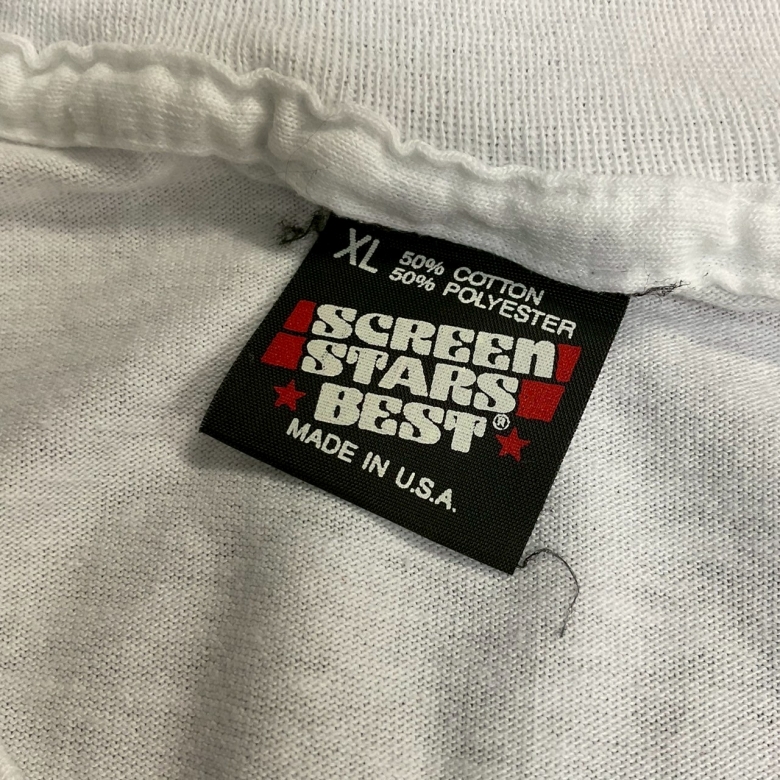 XL 50% COTTON
50% POLYESTER
SCREEN
STARS
BEST®
MADE IN U.S.A.